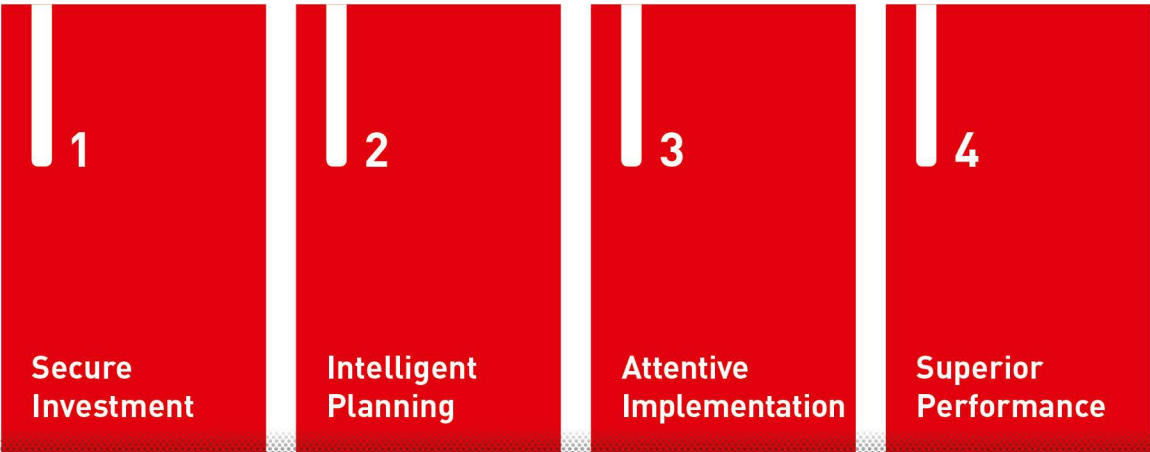 1
Secure
Investment
2
Intelligent
Planning
3
Attentive
Implementation
4
Superior
Performance